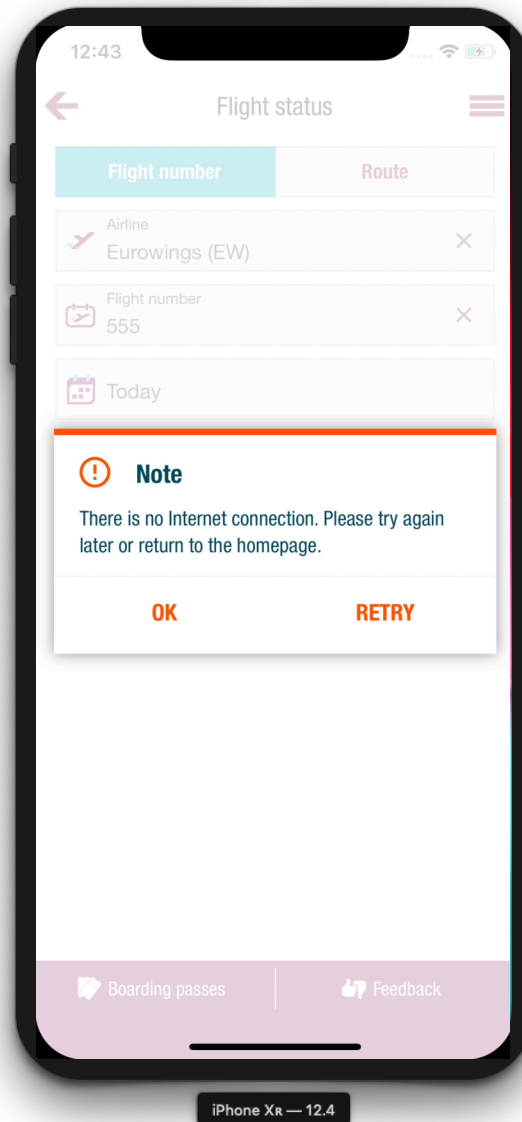 12:43
Flight status
Flight number
Route
Airline
Eurowings (EW)
Flight number
555
Today
Note
There is no Internet connection. Please try again
later or return to the homepage.
OK
RETRY
Boarding passes
Feedback
iPhone Xʀ — 12.4